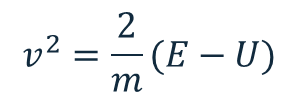 v² = 2/m (E − U)